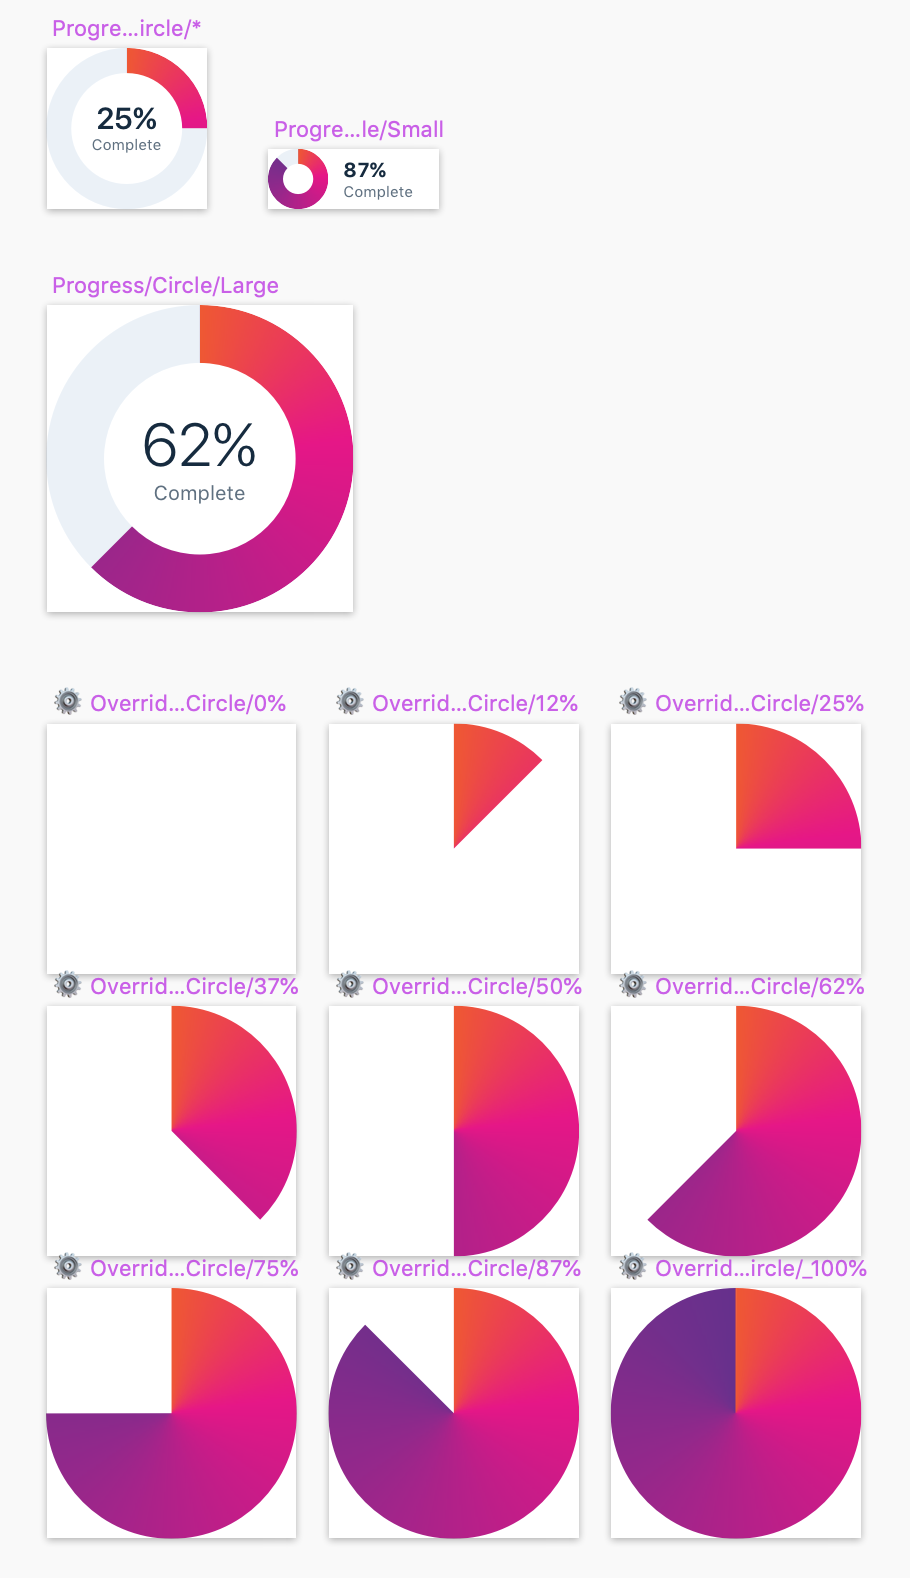 Progre...ircle/*
25%
Complete
Progre...le/Small
87%
Complete
Progress/Circle/Large
62%
Complete
Overrid...Circle/0%
Overrid...Circle/12%
Overrid...Circle/25%
Overrid...Circle/37%
Overrid...Circle/50%
Overrid...Circle/62%
Overrid...Circle/75%
Overrid...Circle/87%
Overrid...ircle/_100%